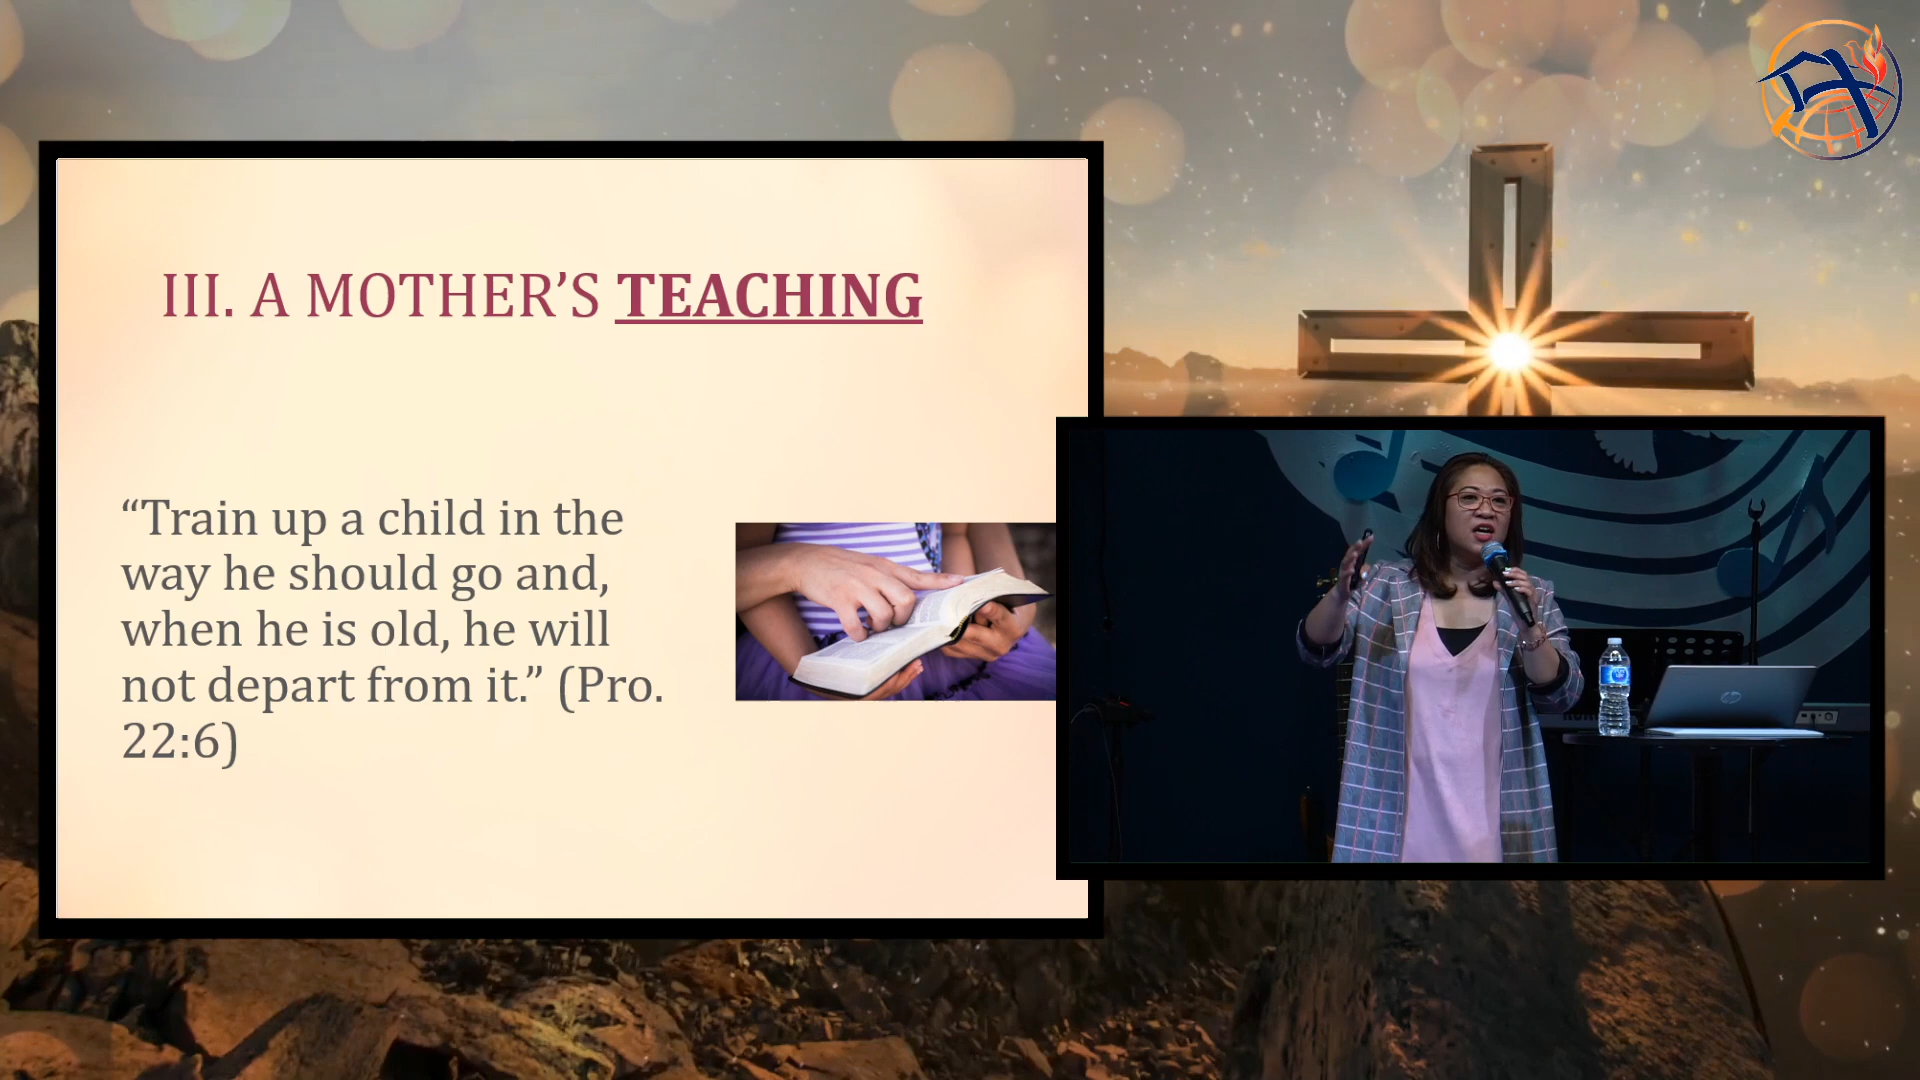 III. A MOTHER’S TEACHING
“Train up a child in the
way he should go and,
when he is old, he will
not depart from it.” (Pro.
22:6)
hp